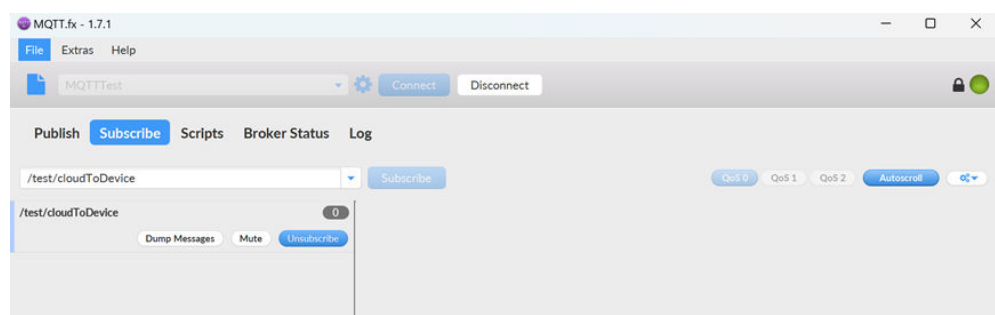 MQTT.fx - 1.7.1
File Extras Help
MQTTTest Connect Disconnect
Publish Subscribe Scripts Broker Status Log
/test/cloudToDevice Subscribe QoS 0 QoS 1 QoS 2 Autoscroll
/test/cloudToDevice 0
Dump Messages Mute Unsubscribe